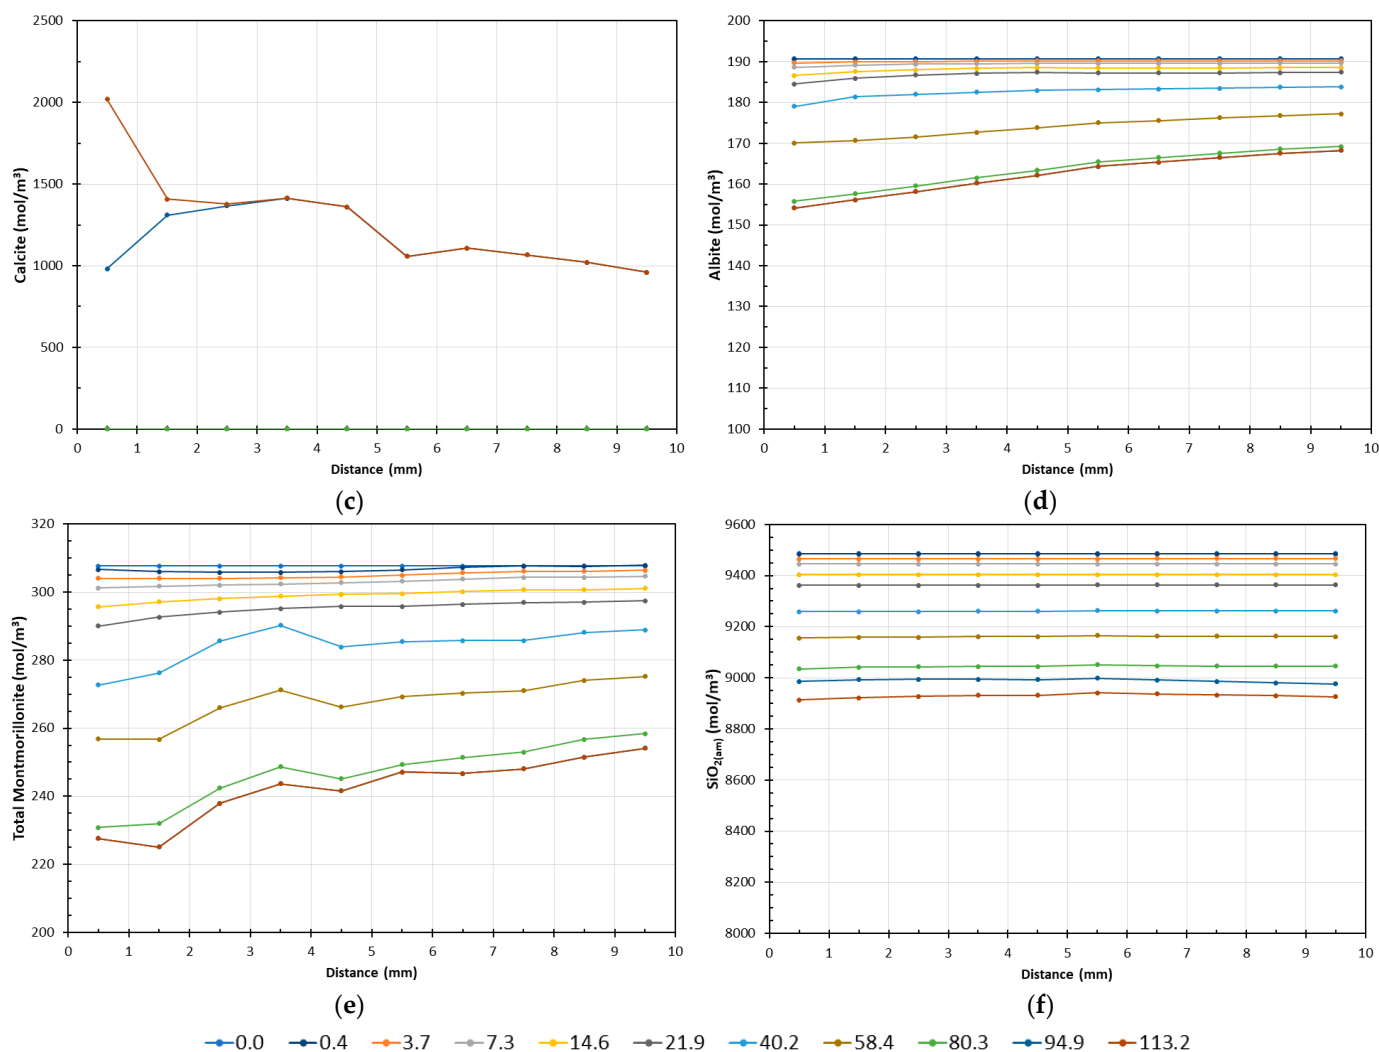 2500
2000
1500
1000
500
0
0 1 2 3 4 5 6 7 8 9 10
Calcite (mol/m³)
Distance (mm)
(c)
200
190
180
170
160
150
140
130
120
110
100
0 1 2 3 4 5 6 7 8 9 10
Albite (mol/m³)
Distance (mm)
(d)
320
300
280
260
240
220
200
0 1 2 3 4 5 6 7 8 9 10
Total Montmorillonite (mol/m³)
Distance (mm)
(e)
9600
9400
9200
9000
8800
8600
8400
8200
8000
0 1 2 3 4 5 6 7 8 9 10
SiO₂₍ₐₘ₎ (mol/m³)
Distance (mm)
(f)
0.0 0.4 3.7 7.3 14.6 21.9 40.2 58.4 80.3 94.9 113.2